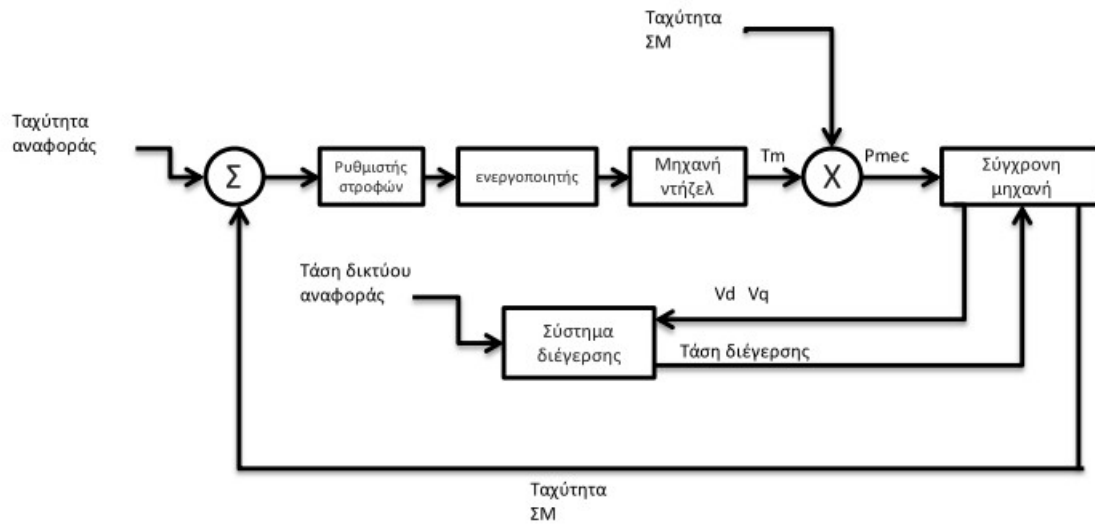 Ταχύτητα
ΣΜ
Ταχύτητα
αναφοράς
Σ
Ρυθμιστής
στροφών
ενεργοποιητής
Μηχανή
ντήζελ
Tm
X
Pmec
Σύγχρονη
μηχανή
Τάση δικτύου
αναφοράς
Vd Vq
Σύστημα
διέγερσης
Τάση διέγερσης
Ταχύτητα
ΣΜ